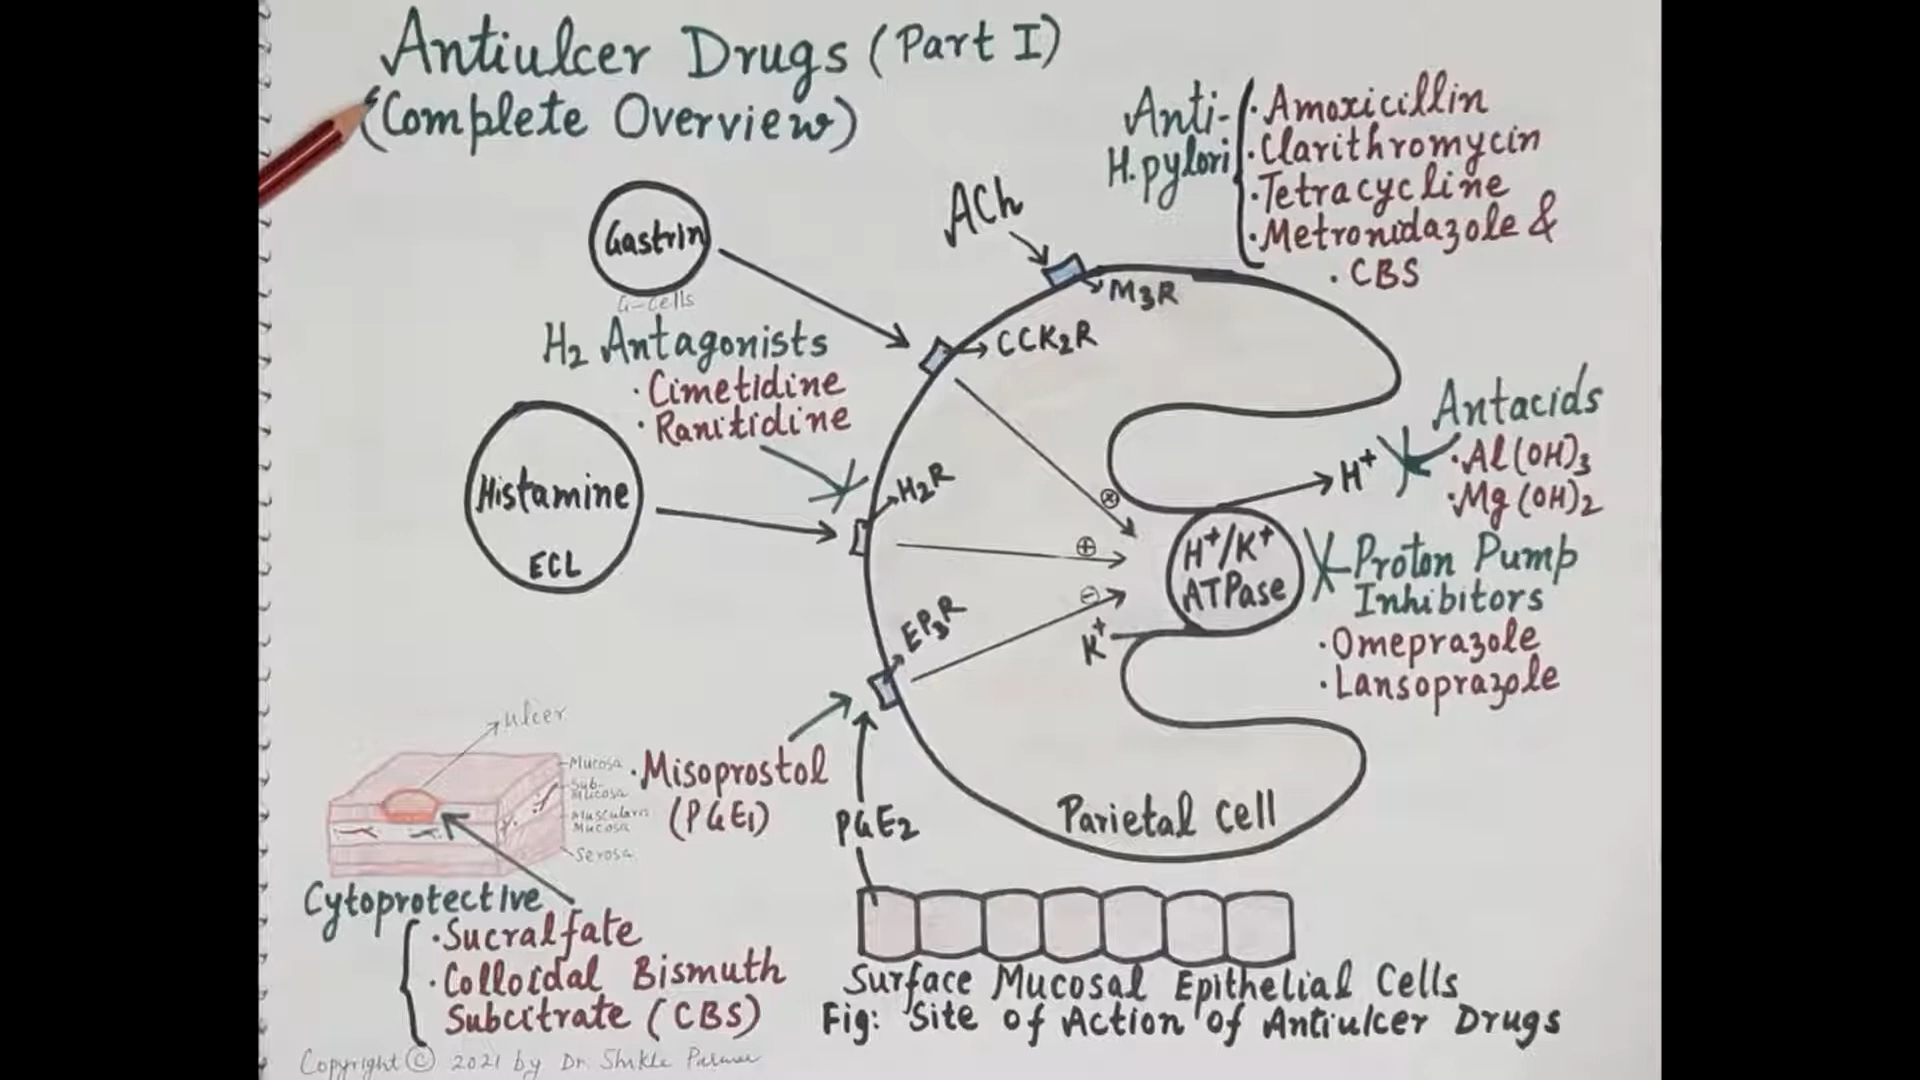 Antiulcer Drugs (Part I)
(Complete Overview)
Anti-
H.pylori
· Amoxicillin
· Clarithromycin
· Tetracycline
· Metronidazole &
· CBS
Gastrin
G-Cells
ACh
M3R
CCK2R
H2 Antagonists
· Cimetidine
· Ranitidine
Histamine
ECL
H2R
EP3R
H+
Antacids
· Al(OH)3
· Mg(OH)2
H+/K+
ATPase
K+
Proton Pump
Inhibitors
· Omeprazole
· Lansoprazole
Parietal Cell
ulcer
Mucosa
Sub-
Mucosa
Muscularis
Mucosa
Serosa
· Misoprostol
(PGE1)
PGE2
Cytoprotective
· Sucralfate
· Colloidal Bismuth
Subcitrate (CBS)
Surface Mucosal Epithelial Cells
Fig: Site of Action of Antiulcer Drugs
Copyright © 2021 by Dr.